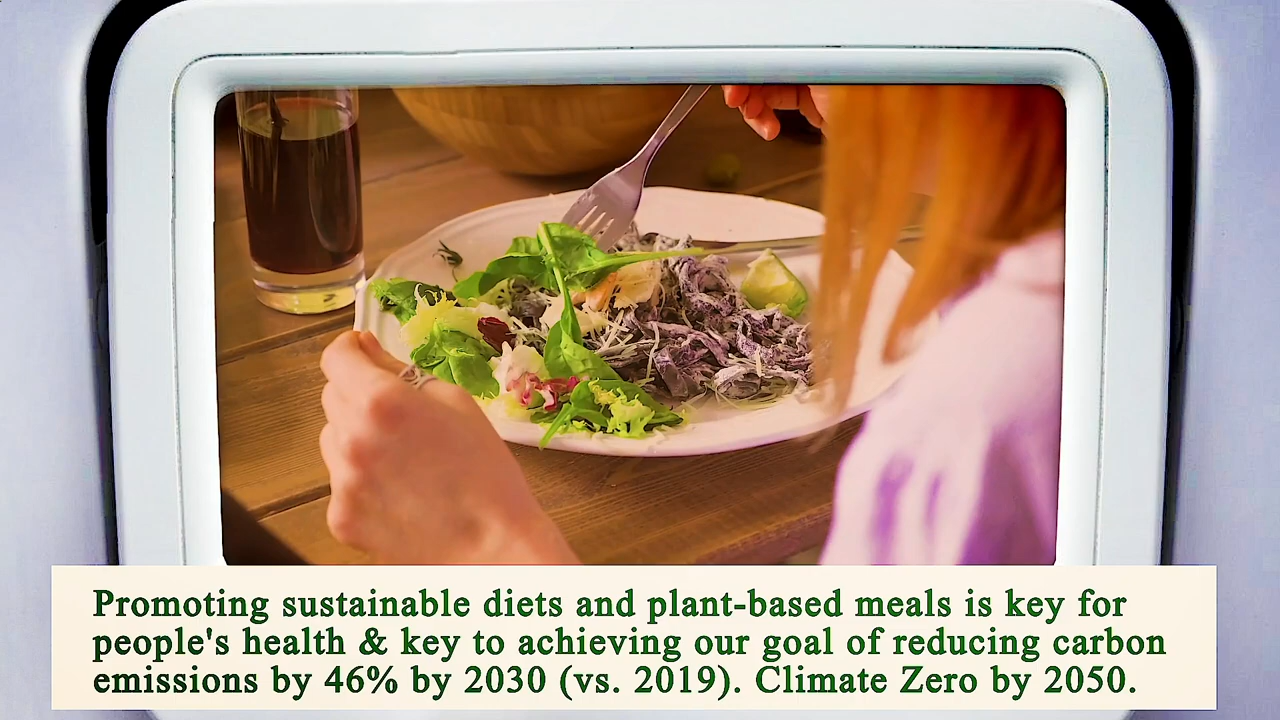 Promoting sustainable diets and plant-based meals is key for
people's health & key to achieving our goal of reducing carbon
emissions by 46% by 2030 (vs. 2019). Climate Zero by 2050.